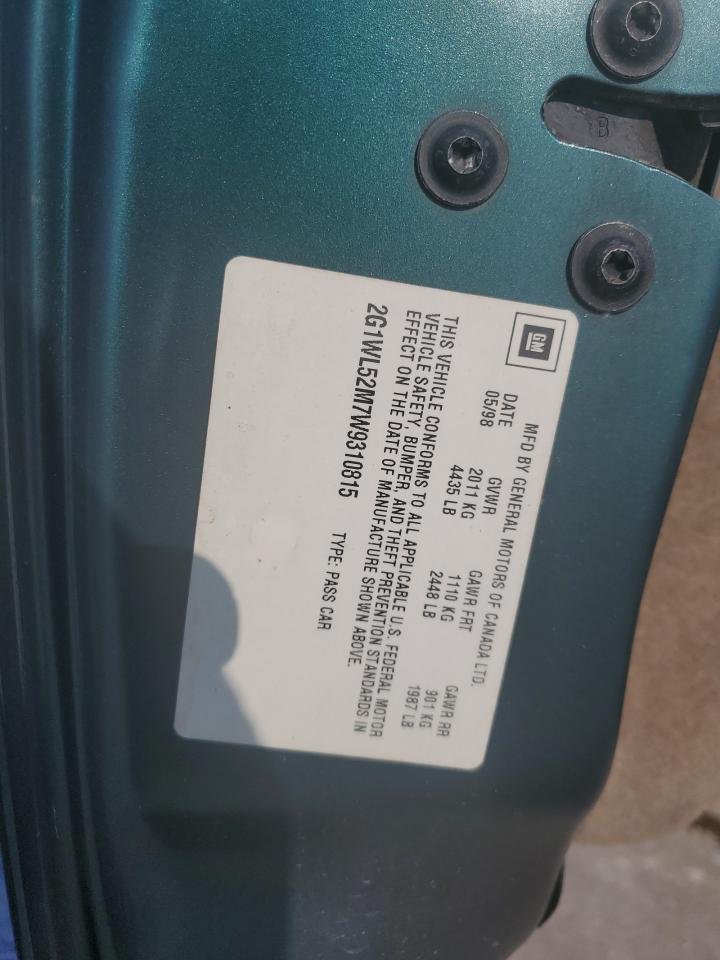 GM
MFD BY GENERAL MOTORS OF CANADA LTD.
DATE GVWR GAWR FRT GAWR RR
05/98 2011 KG 1110 KG 901 KG
4435 LB 2448 LB 1987 LB
THIS VEHICLE CONFORMS TO ALL APPLICABLE U.S. FEDERAL MOTOR
VEHICLE SAFETY, BUMPER, AND THEFT PREVENTION STANDARDS IN
EFFECT ON THE DATE OF MANUFACTURE SHOWN ABOVE.
2G1WL52M7W9310815 TYPE: PASS CAR